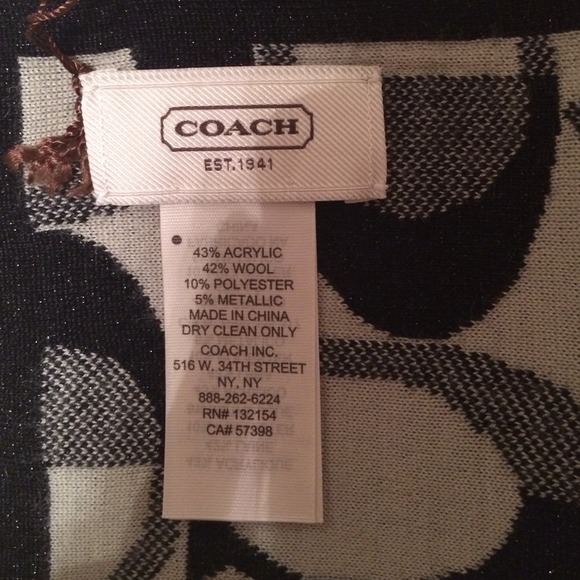 COACH
EST.1941
43% ACRYLIC
42% WOOL
10% POLYESTER
5% METALLIC
MADE IN CHINA
DRY CLEAN ONLY
COACH INC.
516 W. 34TH STREET
NY, NY
888-262-6224
RN# 132154
CA# 57398